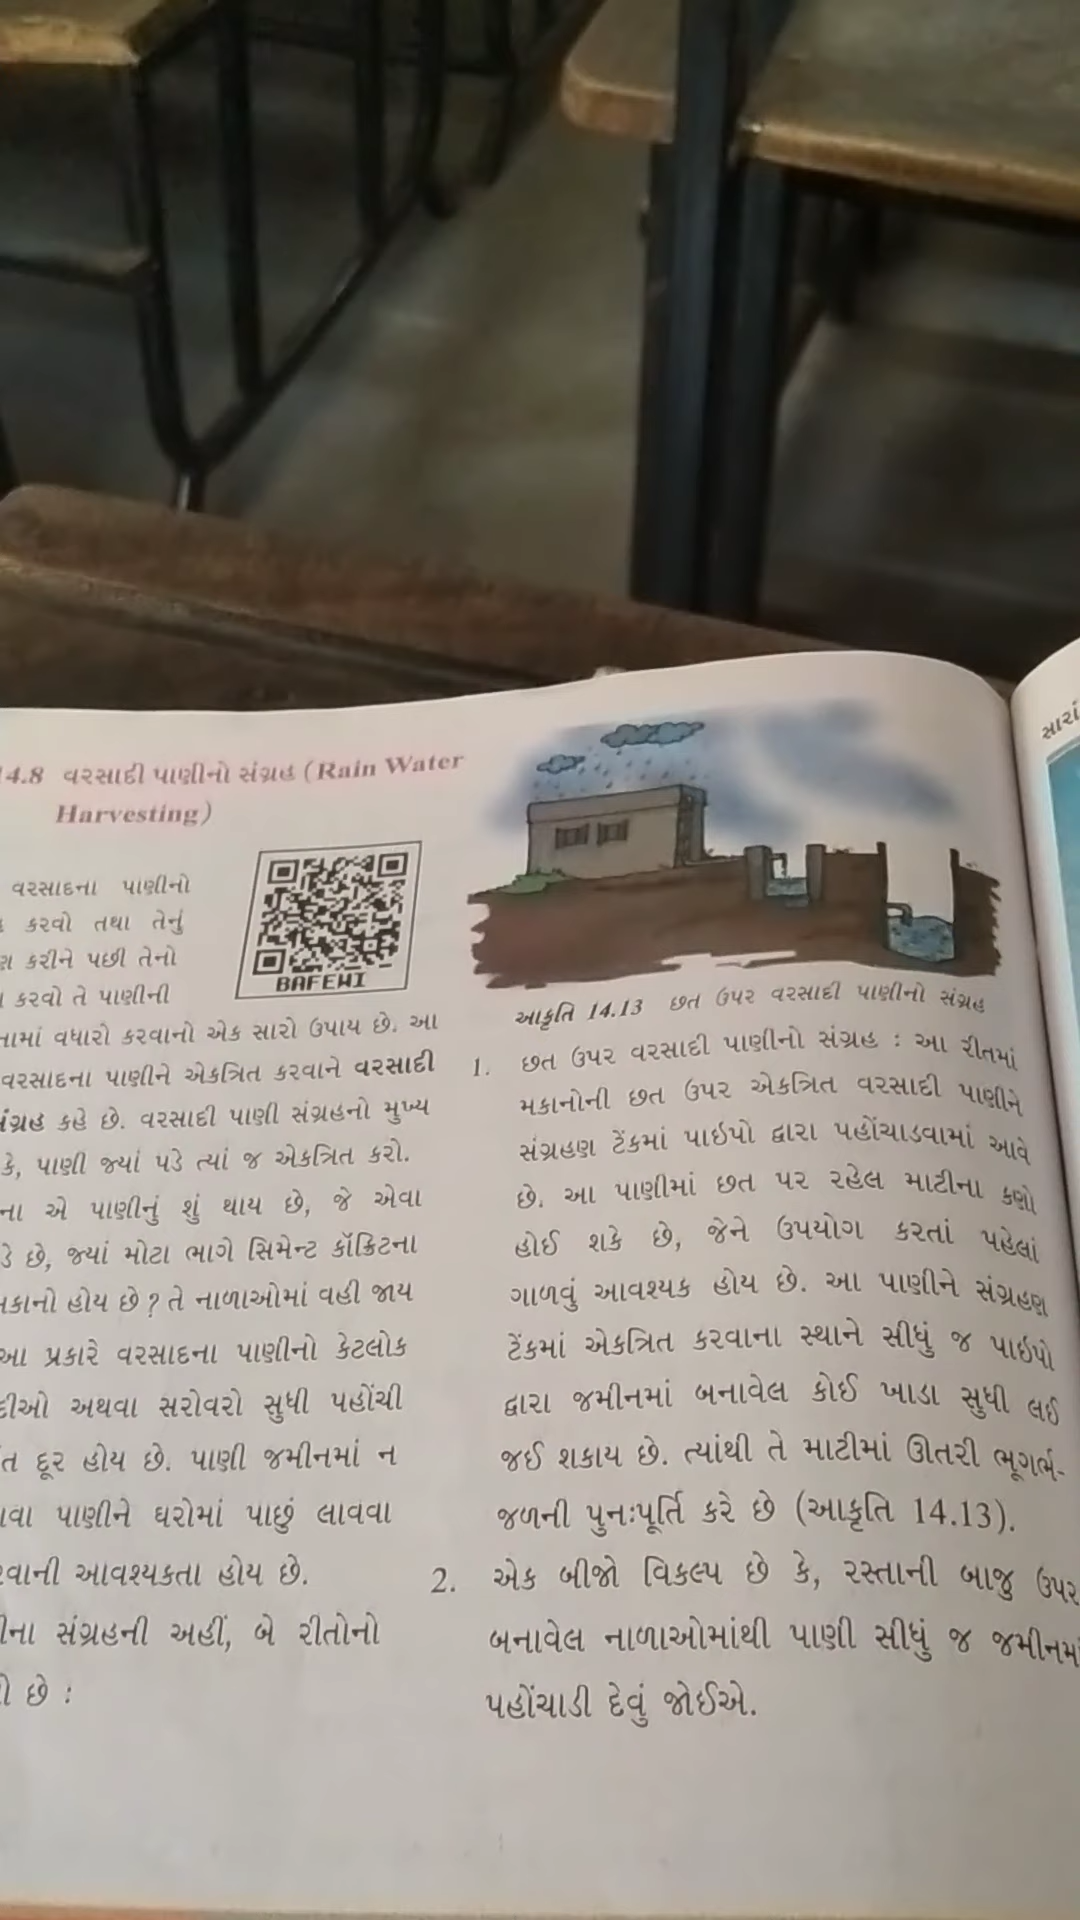 4.8 વરસાદી પાણીનો સંગ્રહ (Rain Water
Harvesting)
વરસાદના પાણીનો
કરવો તથા તેનું
કરીને પછી તેનો
કરવો તે પાણીની
વધારો કરવાનો એક સારો ઉપાય છે. આ
વરસાદના પાણીને એકત્રિત કરવાને વરસાદી
કહે છે. વરસાદી પાણી સંગ્રહનો મુખ્ય
કે, પાણી જ્યાં પડે ત્યાં જ એકત્રિત કરો.
ના એ પાણીનું શું થાય છે, જે એવા
છે, જ્યાં મોટા ભાગે સિમેન્ટ કૉંક્રિટના
હોય છે ? તે નાળાઓમાં વહી જાય
આ પ્રકારે વરસાદના પાણીનો કેટલોક
અથવા સરોવરો સુધી પહોંચી
દૂર હોય છે. પાણી જમીનમાં ન
પાણીને ઘરોમાં પાછું લાવવા
આવશ્યકતા હોય છે.
સંગ્રહની અહીં, બે રીતોનો
છે :
BAFEWI
આકૃતિ 14.13 છત ઉપર વરસાદી પાણીનો સંગ્રહ
1. છત ઉપર વરસાદી પાણીનો સંગ્રહ : આ રીતમાં
મકાનોની છત ઉપર એકત્રિત વરસાદી પાણીને
સંગ્રહણ ટૅંકમાં પાઇપો દ્વારા પહોંચાડવામાં આવે
છે. આ પાણીમાં છત પર રહેલ માટીના કણો
હોઈ શકે છે, જેને ઉપયોગ કરતાં પહેલાં
ગાળવું આવશ્યક હોય છે. આ પાણીને સંગ્રહણ
ટૅંકમાં એકત્રિત કરવાના સ્થાને સીધું જ પાઇપો
દ્વારા જમીનમાં બનાવેલ કોઈ ખાડા સુધી લઈ
જઈ શકાય છે. ત્યાંથી તે માટીમાં ઊતરી ભૂગર્ભ-
જળની પુનઃપૂર્તિ કરે છે (આકૃતિ 14.13).
2. એક બીજો વિકલ્પ છે કે, રસ્તાની બાજુ ઉપર
બનાવેલ નાળાઓમાંથી પાણી સીધું જ જમીનમાં
પહોંચાડી દેવું જોઈએ.